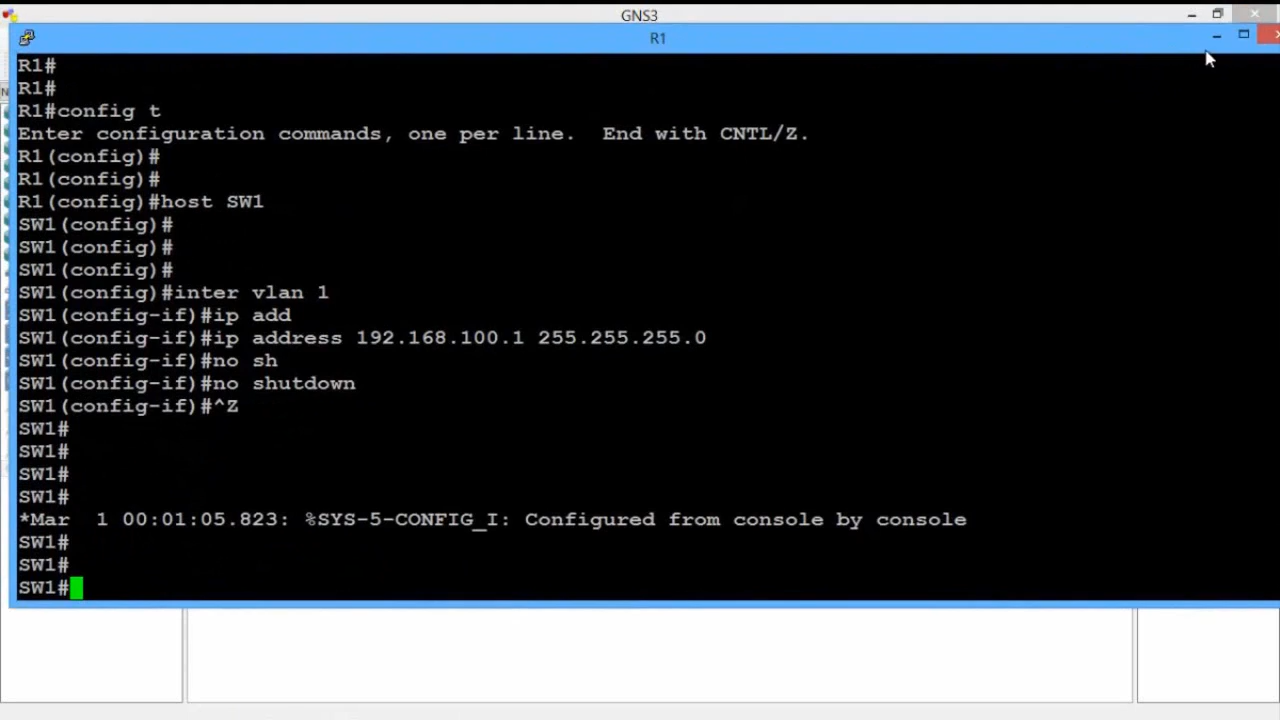 GNS3
R1
R1#
R1#
R1#config t
Enter configuration commands, one per line.  End with CNTL/Z.
R1(config)#
R1(config)#
R1(config)#host SW1
SW1(config)#
SW1(config)#
SW1(config)#
SW1(config)#inter vlan 1
SW1(config-if)#ip add
SW1(config-if)#ip address 192.168.100.1 255.255.255.0
SW1(config-if)#no sh
SW1(config-if)#no shutdown
SW1(config-if)#^Z
SW1#
SW1#
SW1#
SW1#
*Mar  1 00:01:05.823: %SYS-5-CONFIG_I: Configured from console by console
SW1#
SW1#
SW1#